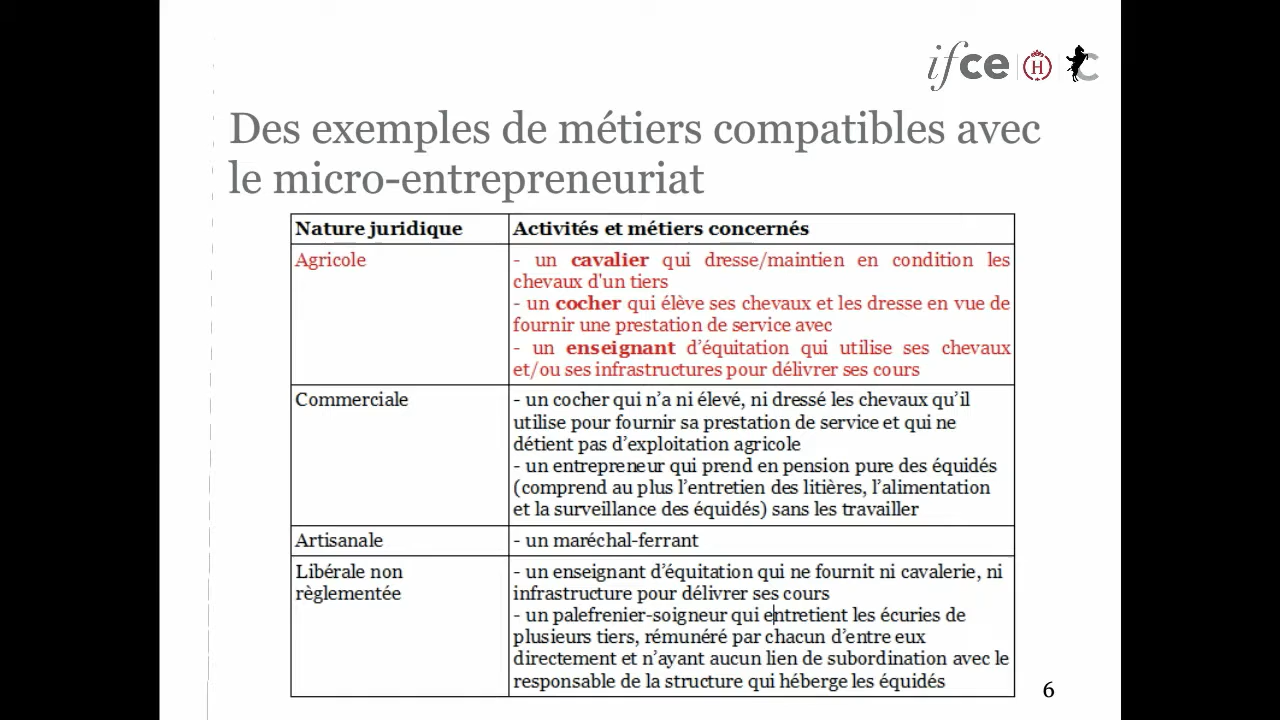 ifce H C
Des exemples de métiers compatibles avec
le micro-entrepreneuriat
Nature juridique
Activités et métiers concernés
Agricole
- un cavalier qui dresse/maintien en condition les
chevaux d'un tiers
- un cocher qui élève ses chevaux et les dresse en vue de
fournir une prestation de service avec
- un enseignant d’équitation qui utilise ses chevaux
et/ou ses infrastructures pour délivrer ses cours
Commerciale
- un cocher qui n’a ni élevé, ni dressé les chevaux qu’il
utilise pour fournir sa prestation de service et qui ne
détient pas d’exploitation agricole
- un entrepreneur qui prend en pension pure des équidés
(comprend au plus l’entretien des litières, l’alimentation
et la surveillance des équidés) sans les travailler
Artisanale
- un maréchal-ferrant
Libérale non
règlementée
- un enseignant d’équitation qui ne fournit ni cavalerie, ni
infrastructure pour délivrer ses cours
- un palefrenier-soigneur qui entretient les écuries de
plusieurs tiers, rémunéré par chacun d’entre eux
directement et n’ayant aucun lien de subordination avec le
responsable de la structure qui héberge les équidés
6